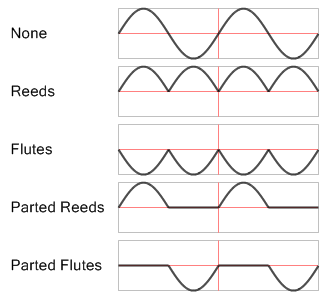 None
Reeds
Flutes
Parted Reeds
Parted Flutes